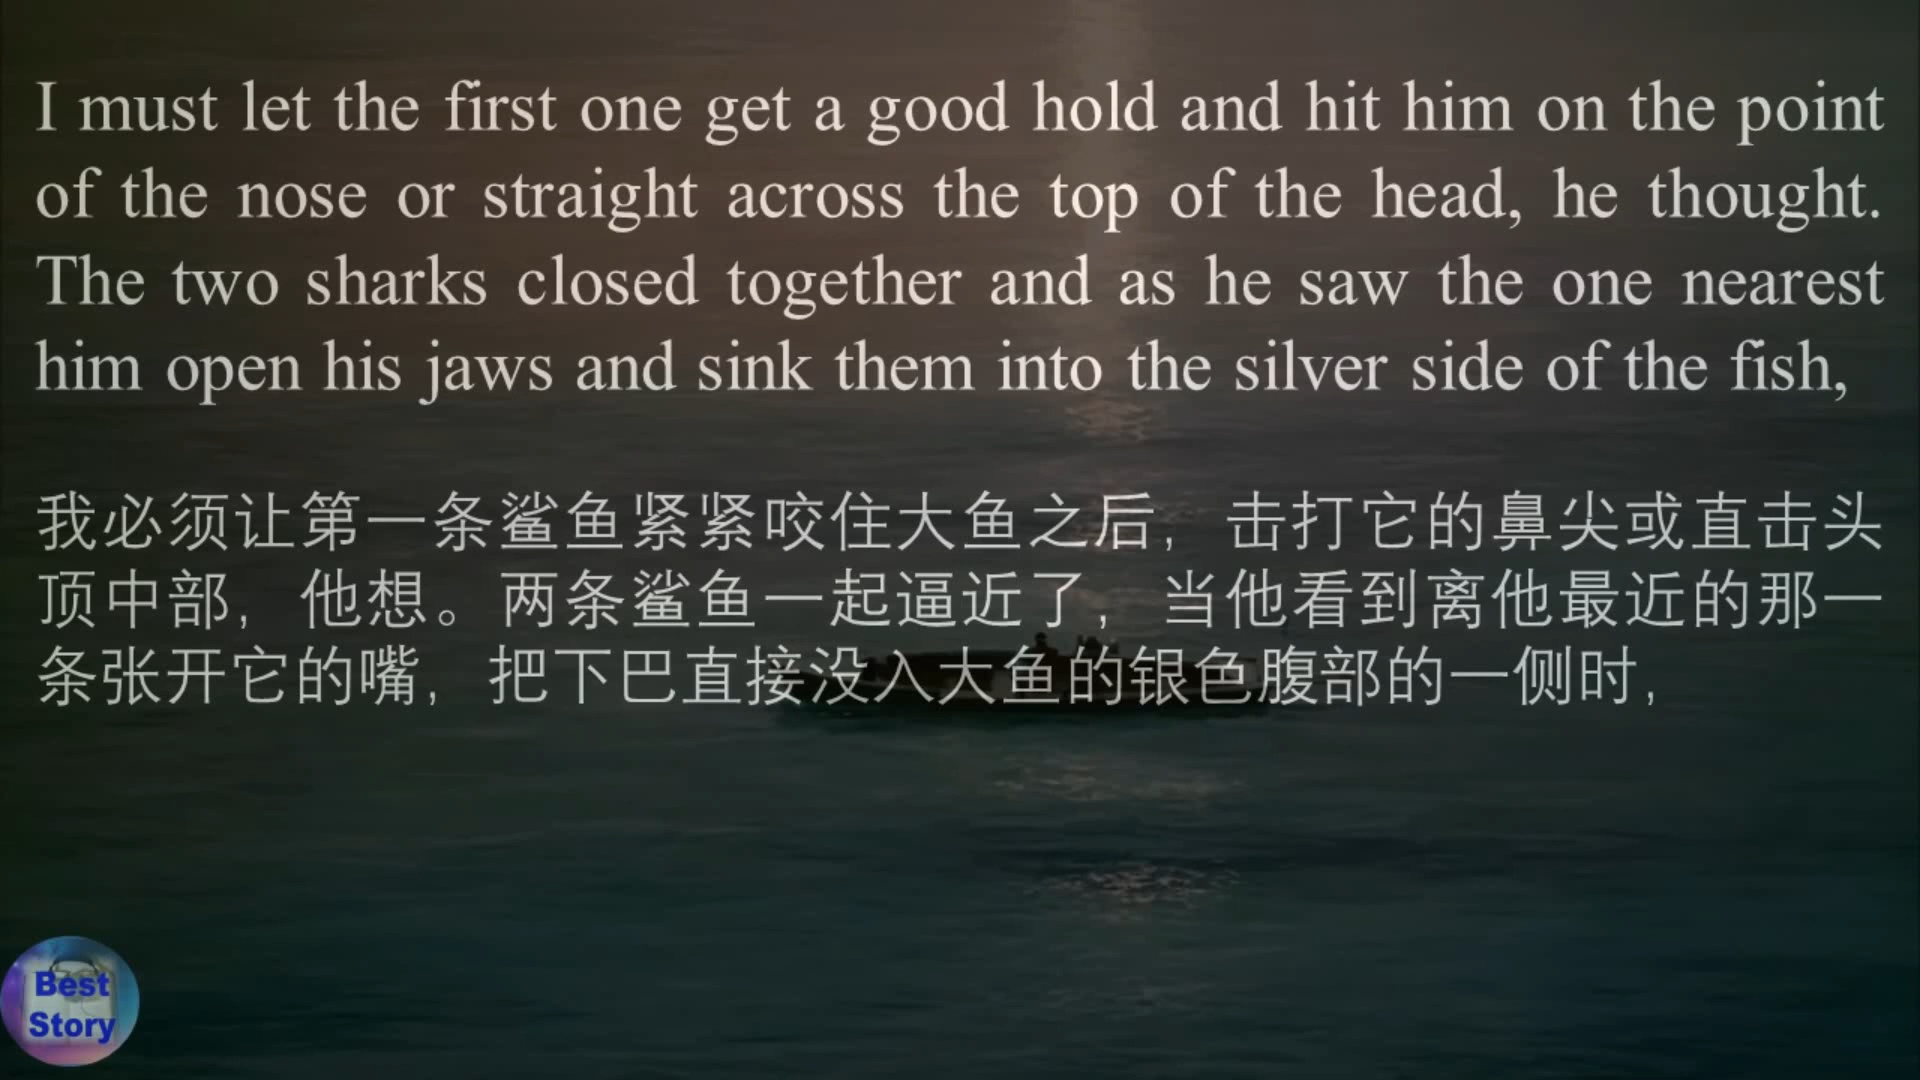 I must let the first one get a good hold and hit him on the point
of the nose or straight across the top of the head, he thought.
The two sharks closed together and as he saw the one nearest
him open his jaws and sink them into the silver side of the fish,
我必须让第一条鲨鱼紧紧咬住大鱼之后，击打它的鼻尖或直击头
顶中部，他想。两条鲨鱼一起逼近了，当他看到离他最近的那一
条张开它的嘴，把下巴直接没入大鱼的银色腹部的一侧时，
Best
Story